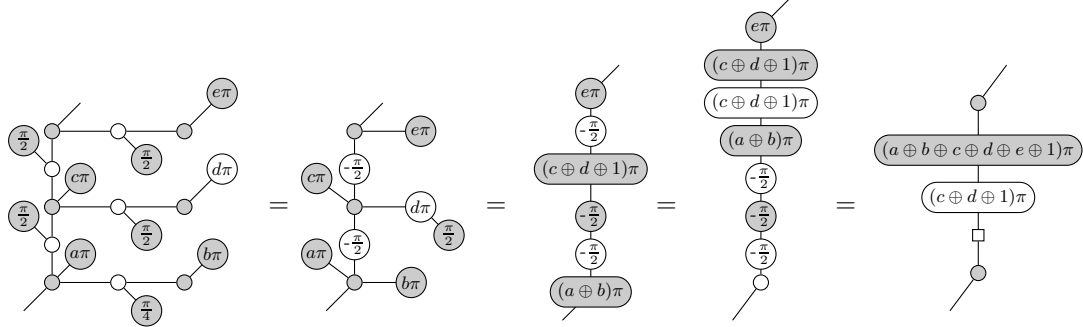 eπ
π/2
π/2
cπ
dπ
π/2
π/2
aπ
bπ
π/4
=
eπ
-π/2
cπ
dπ
π/2
-π/2
aπ
bπ
=
eπ
-π/2
(c ⊕ d ⊕ 1)π
-π/2
-π/2
(a ⊕ b)π
=
eπ
(c ⊕ d ⊕ 1)π
(c ⊕ d ⊕ 1)π
(a ⊕ b)π
-π/2
-π/2
-π/2
=
(a ⊕ b ⊕ c ⊕ d ⊕ e ⊕ 1)π
(c ⊕ d ⊕ 1)π